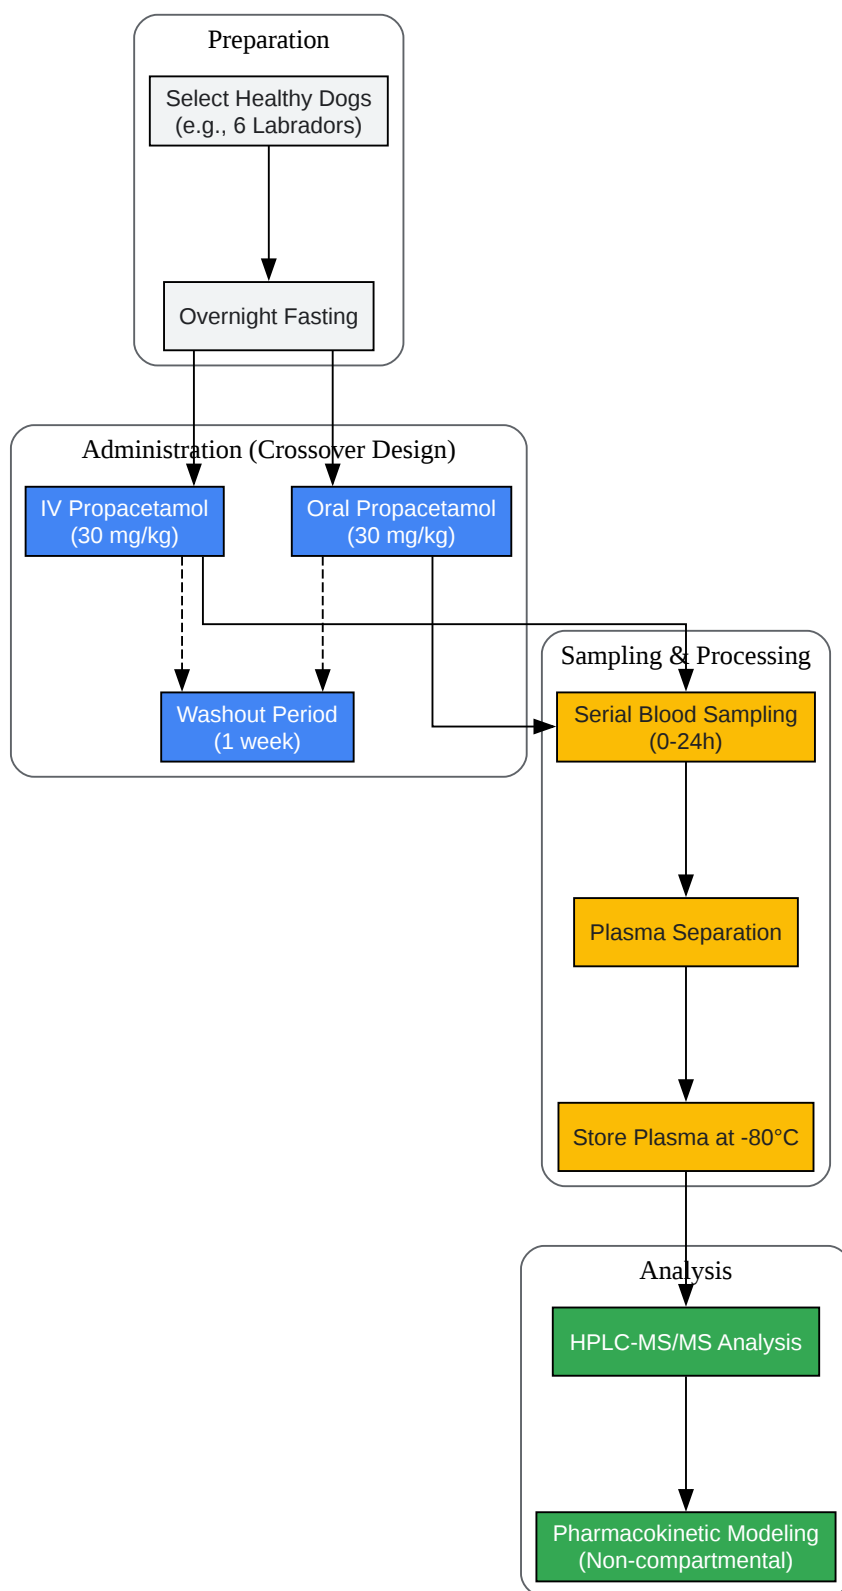 Preparation
Select Healthy Dogs
(e.g., 6 Labradors)
Overnight Fasting
Administration (Crossover Design)
IV Propacetamol
(30 mg/kg)
Oral Propacetamol
(30 mg/kg)
Washout Period
(1 week)
Sampling & Processing
Serial Blood Sampling
(0-24h)
Plasma Separation
Store Plasma at -80°C
Analysis
HPLC-MS/MS Analysis
Pharmacokinetic Modeling
(Non-compartmental)